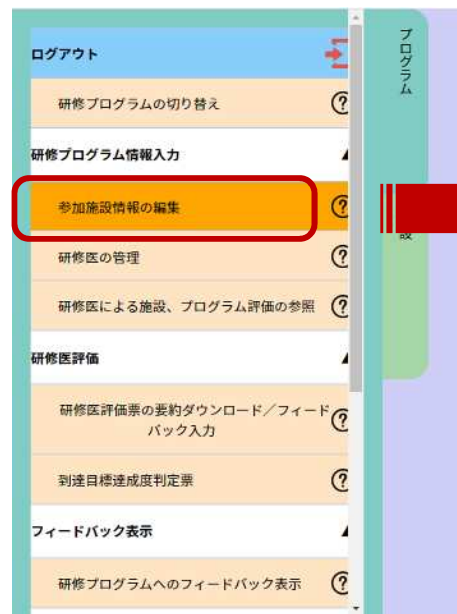 ログアウト
研修プログラムの切り替え
研修プログラム情報入力
参加施設情報の編集
研修医の管理
研修医による施設、プログラム評価の参照
研修医評価
研修医評価票の要約ダウンロード／フィード
バック入力
到達目標達成度判定票
フィードバック表示
研修プログラムへのフィードバック表示
プログラム
設